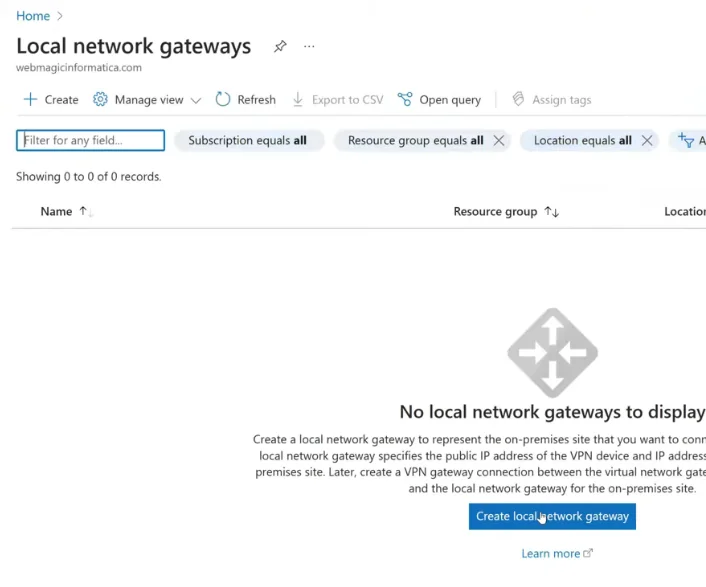 Home
Local network gateways ...
webmagicinformatica.com
Create Manage view Refresh Export to CSV Open query Assign tags
Filter for any field... Subscription equals all Resource group equals all Location equals all A
Showing 0 to 0 of 0 records.
Name Resource group Location
No local network gateways to display
Create a local network gateway to represent the on-premises site that you want to conn
local network gateway specifies the public IP address of the VPN device and IP address
premises site. Later, create a VPN gateway connection between the virtual network gate
and the local network gateway for the on-premises site.
Create local network gateway
Learn more